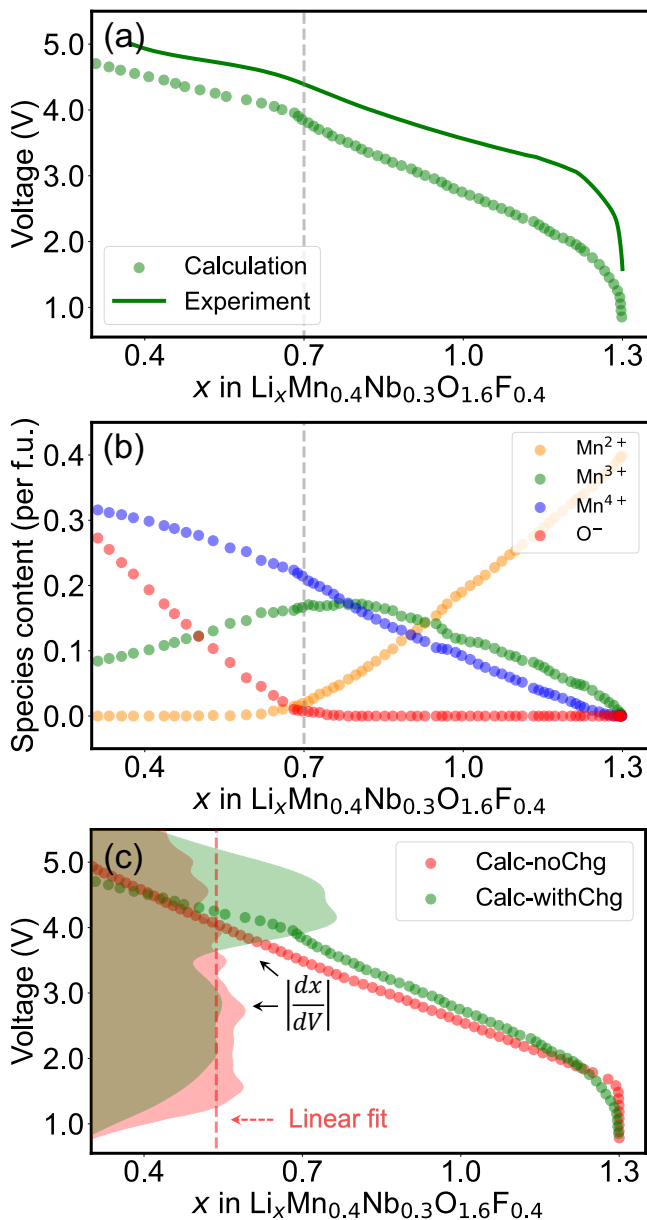 (a)
5.0
4.0
3.0
2.0
1.0
Voltage (V)
Calculation
Experiment
0.4
0.7
1.0
1.3
x in LiₓMn₀.₄Nb₀.₃O₁.₆F₀.₄
(b)
0.4
0.3
0.2
0.1
0.0
Species content (per f.u.)
Mn²⁺
Mn³⁺
Mn⁴⁺
O⁻
0.4
0.7
1.0
1.3
x in LiₓMn₀.₄Nb₀.₃O₁.₆F₀.₄
(c)
5.0
4.0
3.0
2.0
1.0
Voltage (V)
Calc-noChg
Calc-withChg
|dx/dV|
Linear fit
0.4
0.7
1.0
1.3
x in LiₓMn₀.₄Nb₀.₃O₁.₆F₀.₄